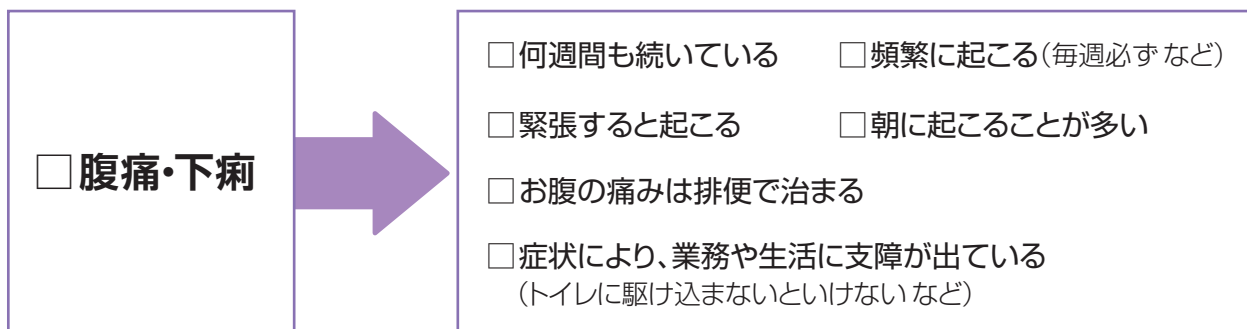 □腹痛・下痢
□何週間も続いている □頻繁に起こる(毎週必ず など)
□緊張すると起こる □朝に起こることが多い
□お腹の痛みは排便で治まる
□症状により、業務や生活に支障が出ている
(トイレに駆け込まないといけない など)